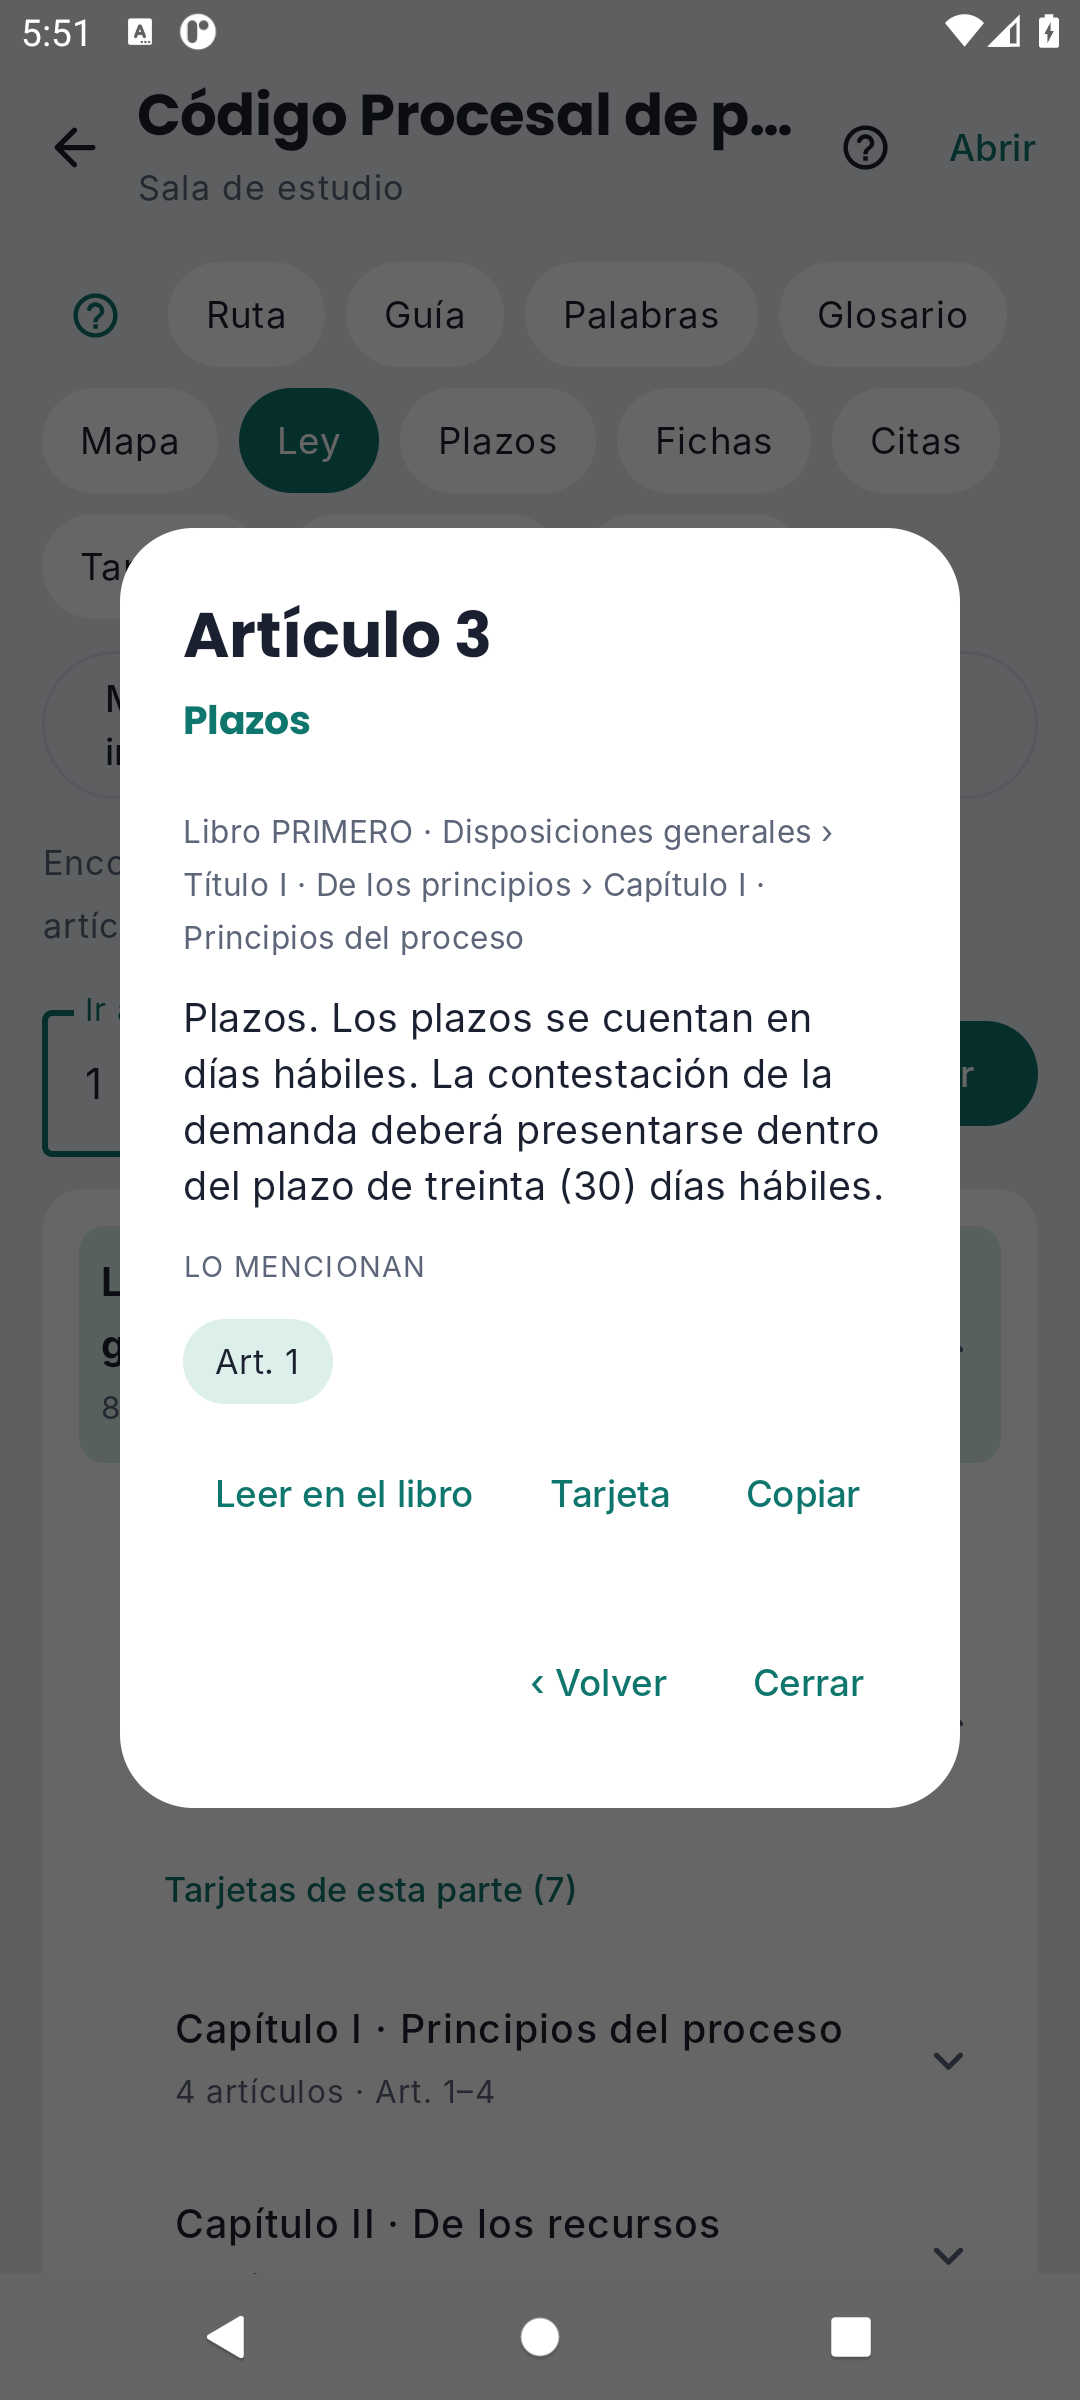 5:51
Código Procesal de p...
Sala de estudio
Abrir
Ruta
Guía
Palabras
Glosario
Mapa
Ley
Plazos
Fichas
Citas
Artículo 3
Plazos
Libro PRIMERO · Disposiciones generales ›
Título I · De los principios › Capítulo I ·
Principios del proceso
Plazos. Los plazos se cuentan en
días hábiles. La contestación de la
demanda deberá presentarse dentro
del plazo de treinta (30) días hábiles.
LO MENCIONAN
Art. 1
Leer en el libro
Tarjeta
Copiar
‹ Volver
Cerrar
Ir
1
Tarjetas de esta parte (7)
Capítulo I · Principios del proceso
4 artículos · Art. 1–4
Capítulo II · De los recursos